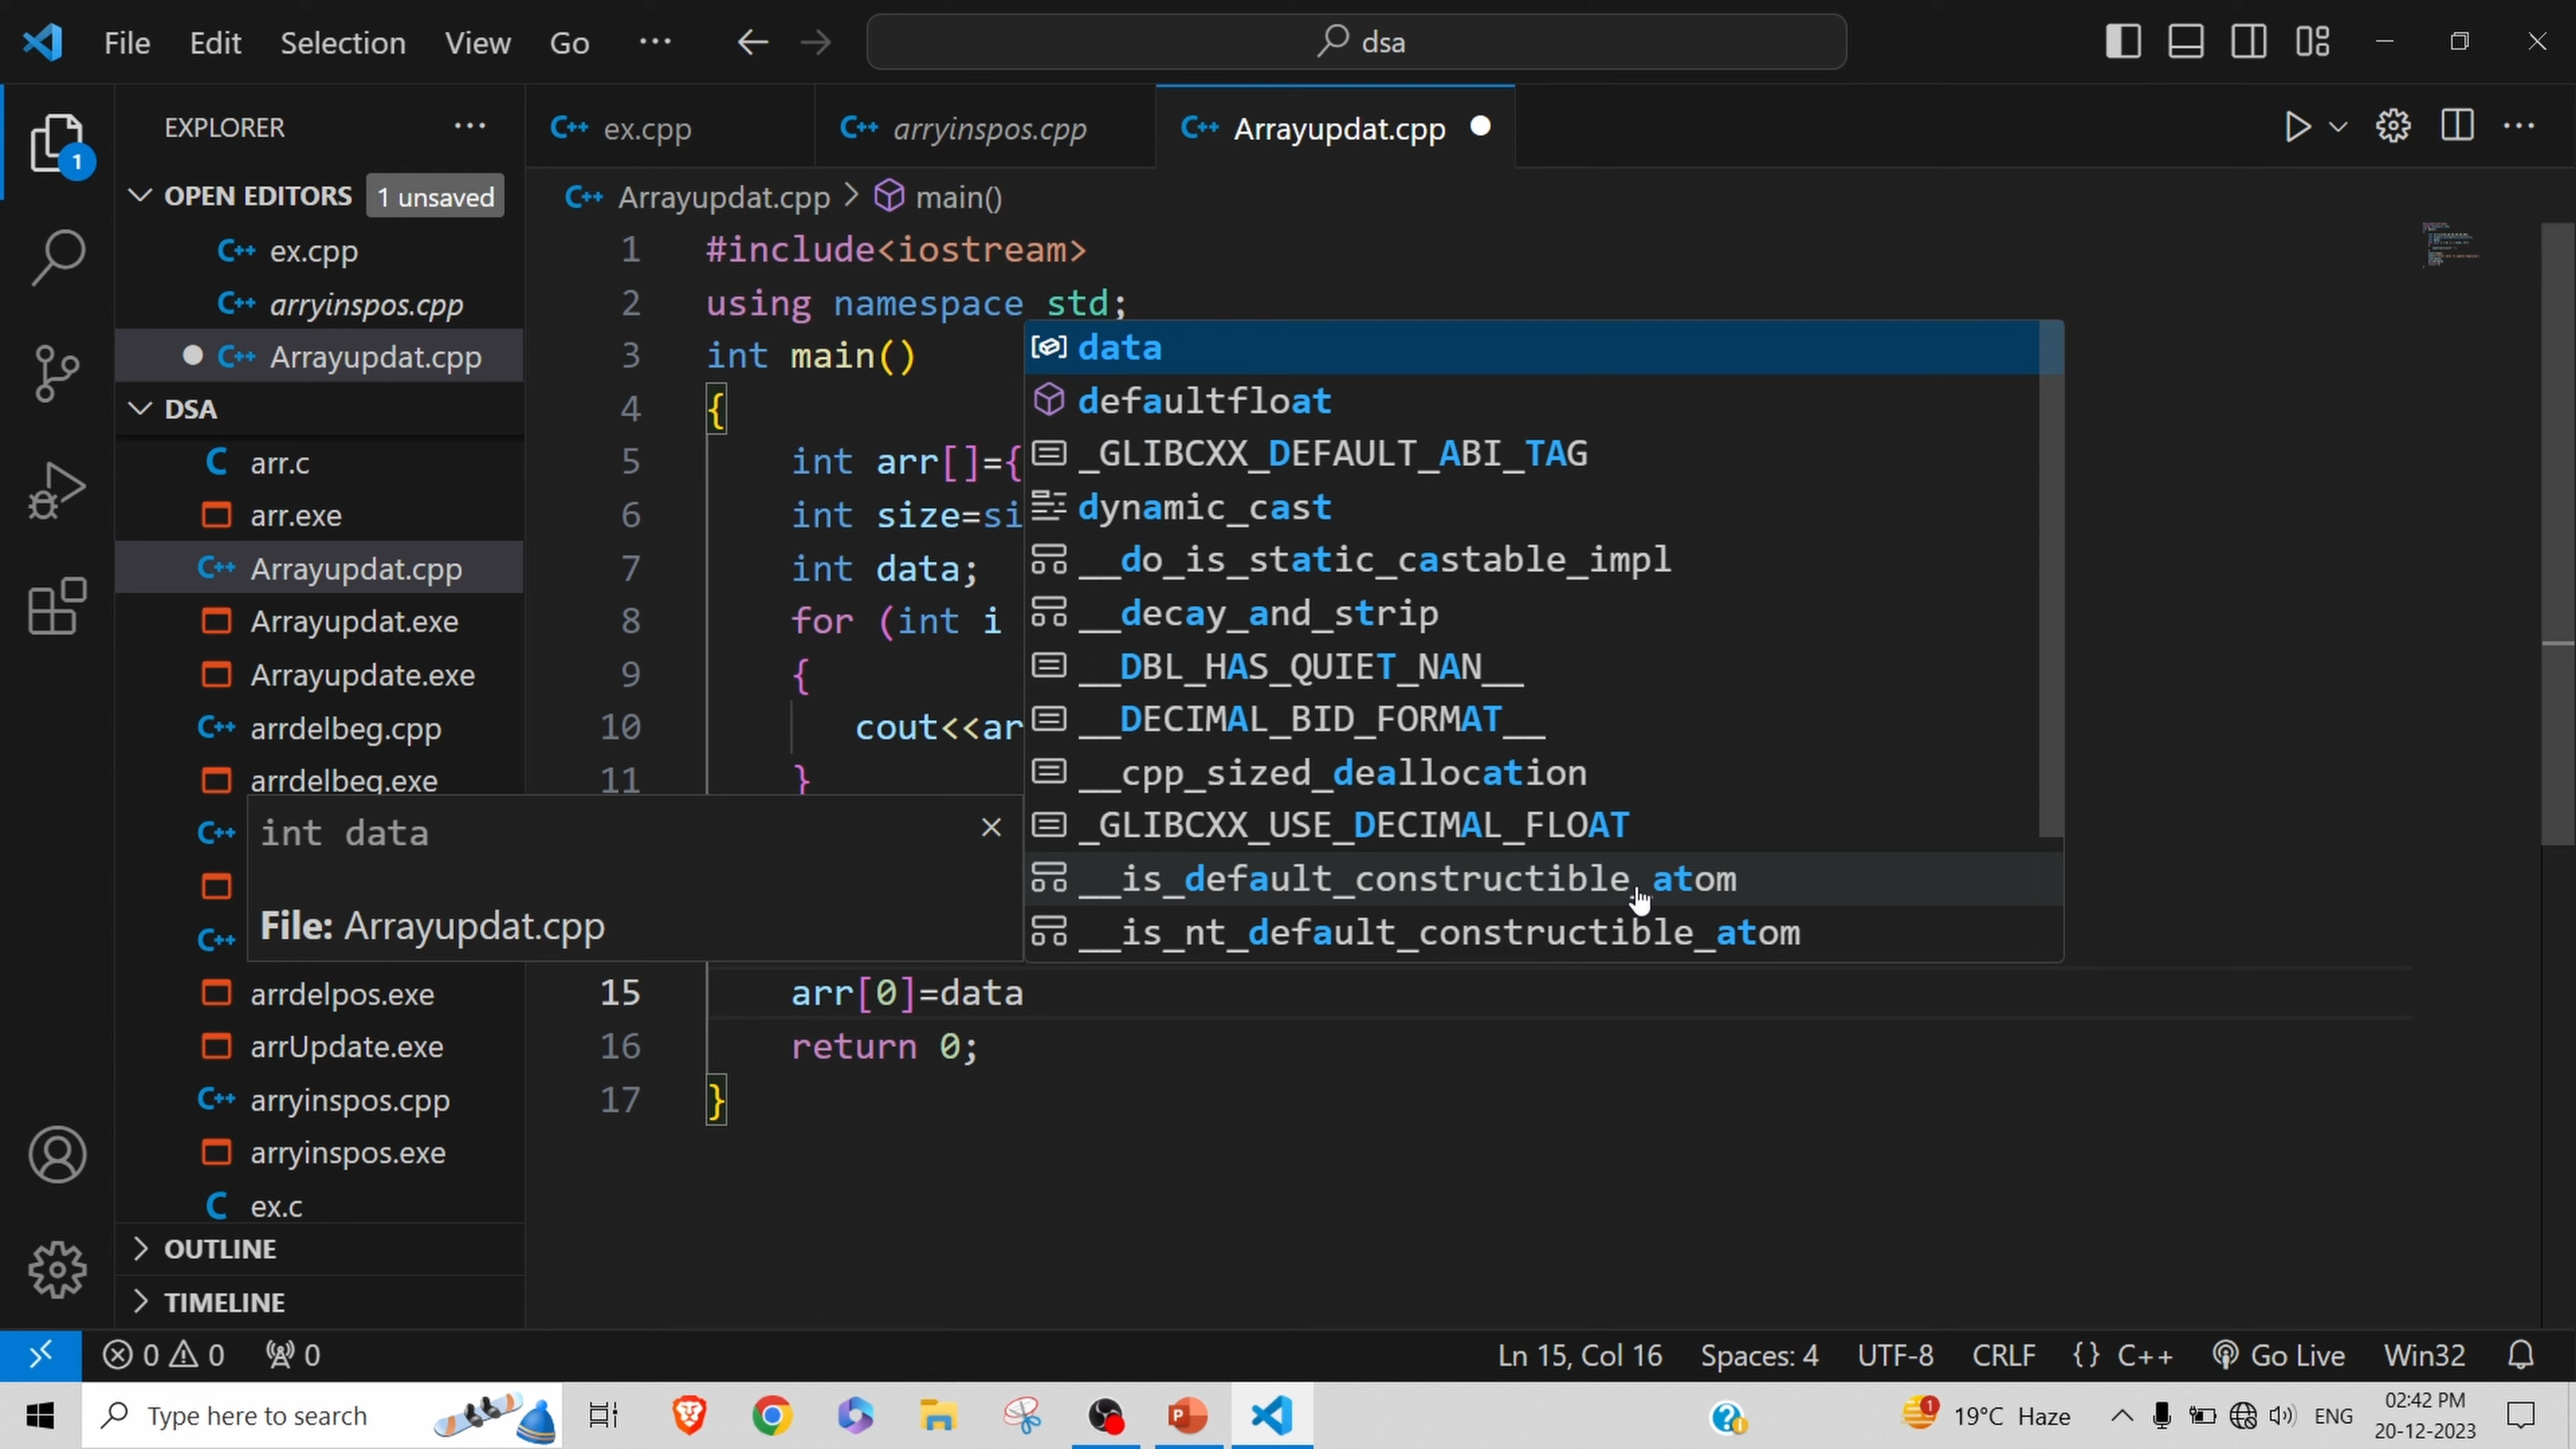 File Edit Selection View Go ··· dsa
EXPLORER ···
ex.cpp arryinspos.cpp Arrayupdat.cpp
1
OPEN EDITORS 1 unsaved
ex.cpp
arryinspos.cpp
Arrayupdat.cpp
DSA
arr.c
arr.exe
Arrayupdat.cpp
Arrayupdat.exe
Arrayupdate.exe
arrdelbeg.cpp
arrdelbeg.exe
arrdelpos.exe
arrUpdate.exe
arryinspos.cpp
arryinspos.exe
ex.c
OUTLINE
TIMELINE
Arrayupdat.cpp > main()
1 #include<iostream>
2 using namespace std;
3 int main()
4 {
5 int arr[]={
6 int size=si
7 int data;
8 for (int i
9 {
10 cout<<ar
11 }
15 arr[0]=data
16 return 0;
17 }
data
defaultfloat
_GLIBCXX_DEFAULT_ABI_TAG
dynamic_cast
__do_is_static_castable_impl
__decay_and_strip
__DBL_HAS_QUIET_NAN__
__DECIMAL_BID_FORMAT__
__cpp_sized_deallocation
_GLIBCXX_USE_DECIMAL_FLOAT
__is_default_constructible_atom
__is_nt_default_constructible_atom
int data
File: Arrayupdat.cpp
0 0 0 Ln 15, Col 16 Spaces: 4 UTF-8 CRLF {} C++ Go Live Win32
Type here to search 1 19°C Haze ENG 02:42 PM
20-12-2023